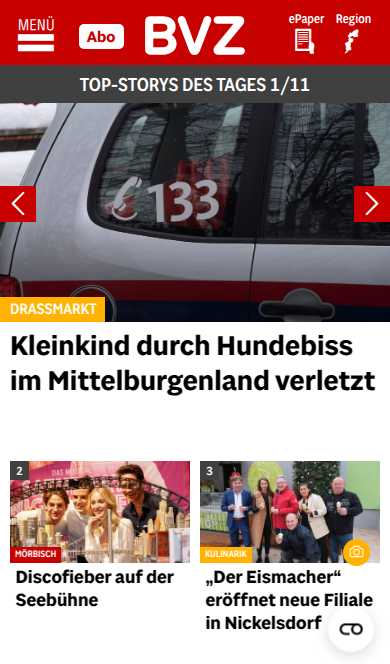 MENÜ
Abo
BVZ
ePaper
Region
TOP-STORYS DES TAGES 1/11
133
DRASSMARKT
Kleinkind durch Hundebiss
im Mittelburgenland verletzt
2
MÖRBISCH
Discofieber auf der
Seebühne
3
KULINARIK
„Der Eismacher“
eröffnet neue Filiale
in Nickelsdorf